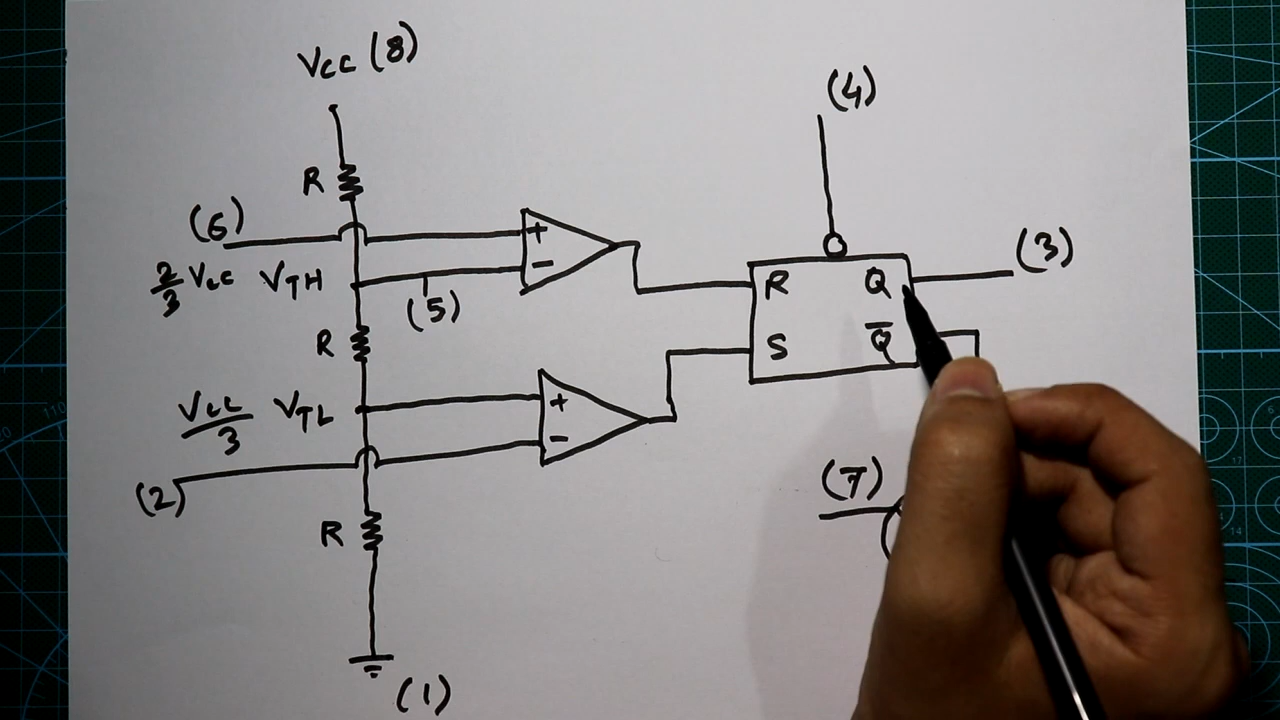 Vcc (8)
(4)
R
(6)
+
(3)
2/3 Vcc VTH
−
R Q
(5)
R
S Q̅
Vcc/3 VTL
+
−
(7)
(2)
R
(1)